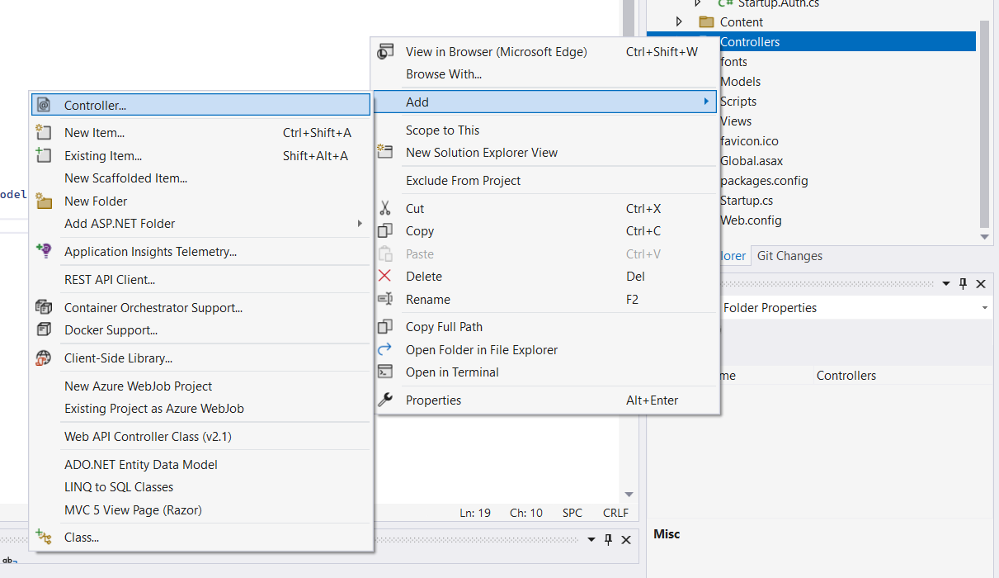 Startup.Auth.cs
Content
Controllers
fonts
Models
Scripts
Views
favicon.ico
Global.asax
packages.config
Startup.cs
Web.config
View in Browser (Microsoft Edge) Ctrl+Shift+W
Browse With...
Add
Scope to This
New Solution Explorer View
Exclude From Project
Cut Ctrl+X
Copy Ctrl+C
Paste Ctrl+V
Delete Del
Rename F2
Copy Full Path
Open Folder in File Explorer
Open in Terminal
Properties Alt+Enter
Controller...
New Item... Ctrl+Shift+A
Existing Item... Shift+Alt+A
New Scaffolded Item...
New Folder
Add ASP.NET Folder
Application Insights Telemetry...
REST API Client...
Container Orchestrator Support...
Docker Support...
Client-Side Library...
New Azure WebJob Project
Existing Project as Azure WebJob
Web API Controller Class (v2.1)
ADO.NET Entity Data Model
LINQ to SQL Classes
MVC 5 View Page (Razor)
Class...
odel
orer Git Changes
Folder Properties
me Controllers
Misc
Ln: 19 Ch: 10 SPC CRLF